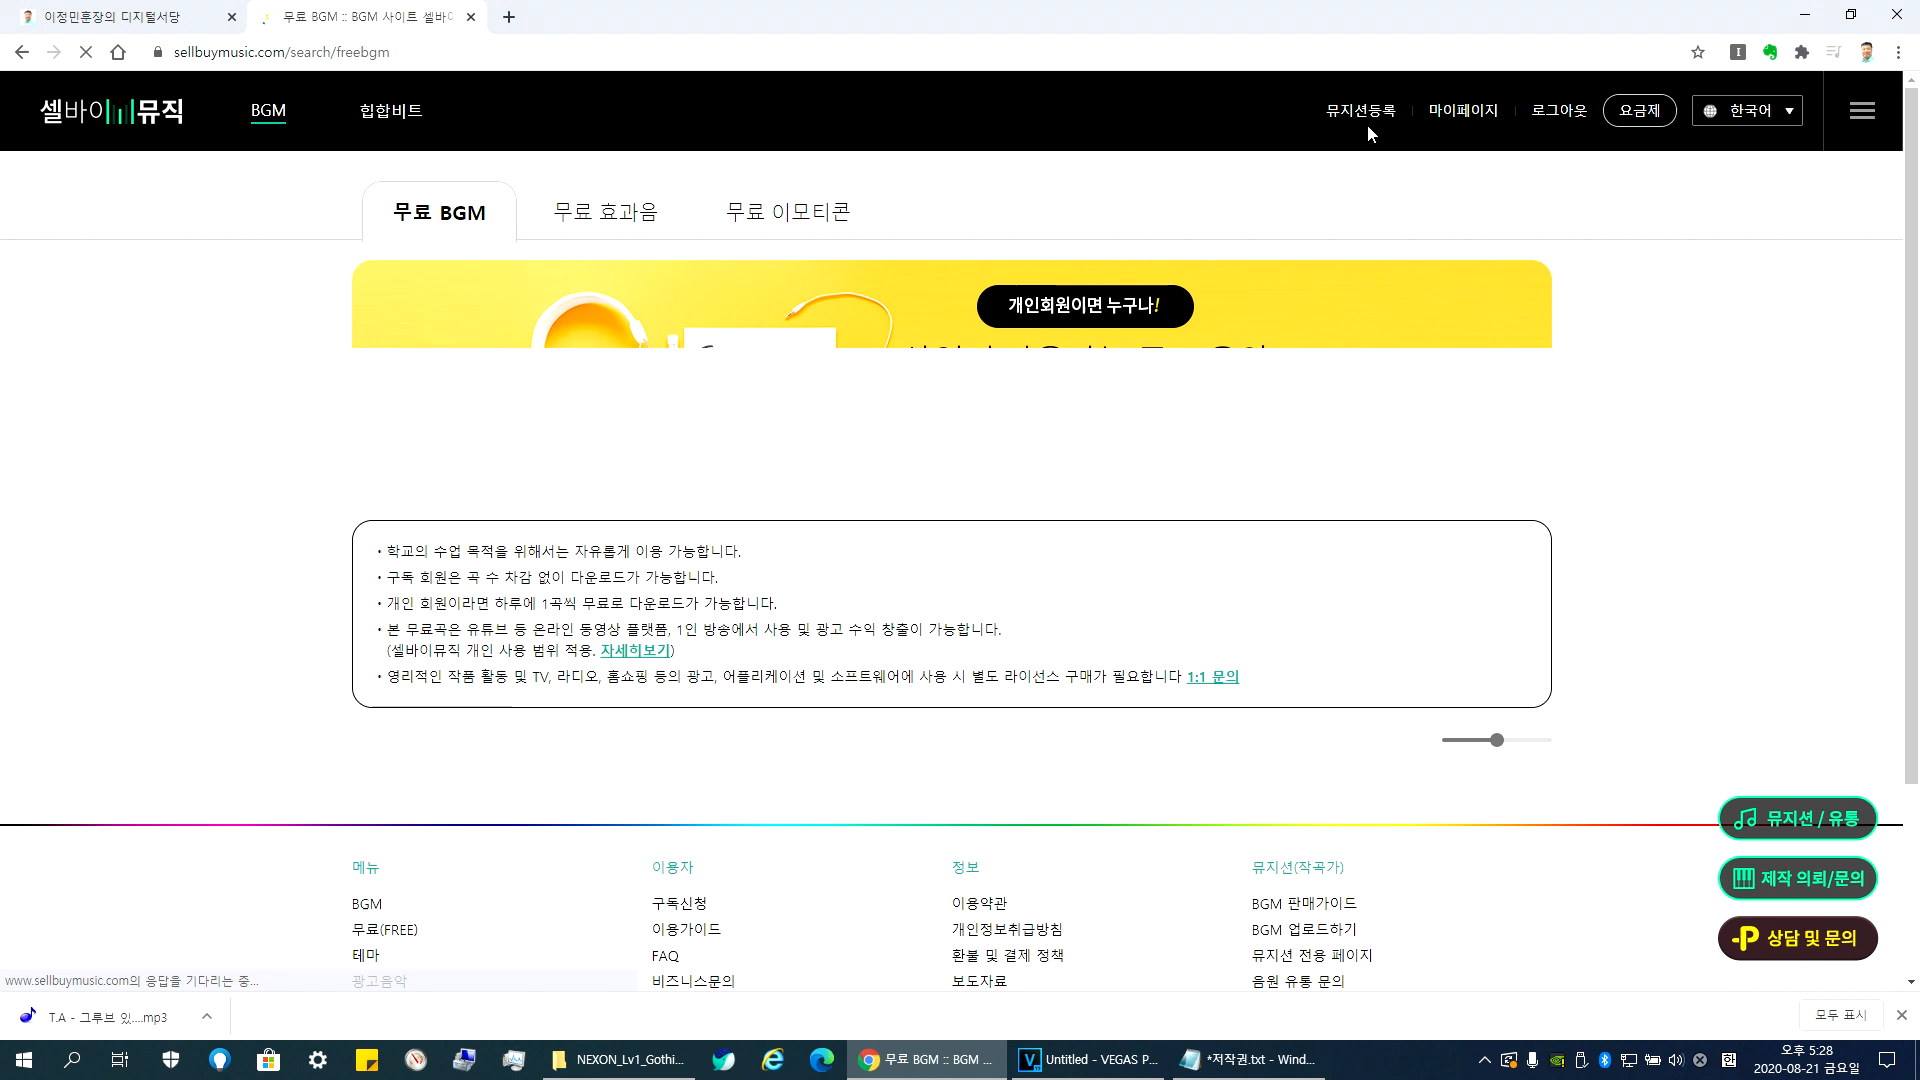 이정민훈장의 디지털서당
무료 BGM :: BGM 사이트 셀바이
sellbuymusic.com/search/freebgm
셀바이뮤직
BGM
힙합비트
뮤지션등록
마이페이지
로그아웃
요금제
한국어
무료 BGM
무료 효과음
무료 이모티콘
개인회원이면 누구나!
• 학교의 수업 목적을 위해서는 자유롭게 이용 가능합니다.
• 구독 회원은 곡 수 차감 없이 다운로드가 가능합니다.
• 개인 회원이라면 하루에 1곡씩 무료로 다운로드가 가능합니다.
• 본 무료곡은 유튜브 등 온라인 동영상 플랫폼, 1인 방송에서 사용 및 광고 수익 창출이 가능합니다.
(셀바이뮤직 개인 사용 범위 적용. 자세히보기)
• 영리적인 작품 활동 및 TV, 라디오, 홈쇼핑 등의 광고, 어플리케이션 및 소프트웨어에 사용 시 별도 라이선스 구매가 필요합니다 1:1 문의
뮤지션 / 유통
제작 의뢰/문의
상담 및 문의
메뉴
BGM
무료(FREE)
테마
광고음악
이용자
구독신청
이용가이드
FAQ
비즈니스문의
정보
이용약관
개인정보취급방침
환불 및 결제 정책
보도자료
뮤지션(작곡가)
BGM 판매가이드
BGM 업로드하기
뮤지션 전용 페이지
음원 유통 문의
www.sellbuymusic.com의 응답을 기다리는 중...
T.A - 그루브 있....mp3
모두 표시
NEXON_Lv1_Gothi...
무료 BGM :: BGM ...
Untitled - VEGAS P...
*저작권.txt - Wind...
한
오후 5:28
2020-08-21 금요일